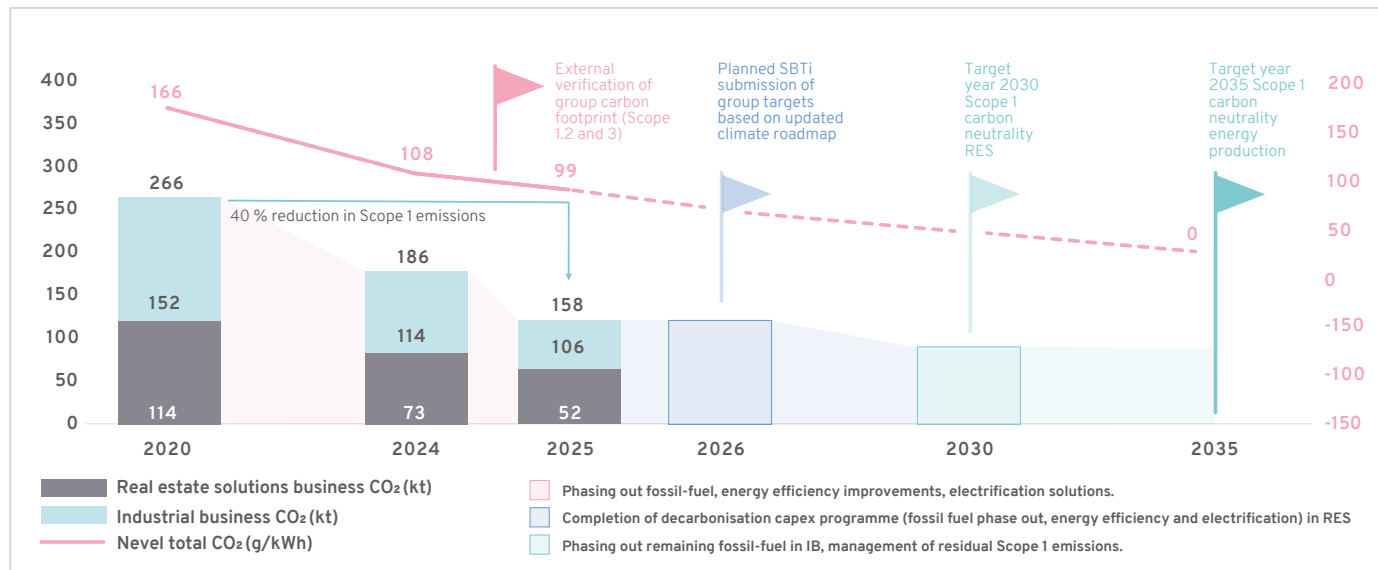 400
350
300
250
200
150
100
50
0
200
150
100
50
0
-150
-100
-150
166
108
99
0
External
verification of
group carbon
footprint (Scope
1.2 and 3)
Planned SBTi
submission of
group targets
based on updated
climate roadmap
Target
year 2030
Scope 1
carbon
neutrality
RES
Target year
2035 Scope 1
carbon
neutrality
energy
production
40 % reduction in Scope 1 emissions
266
152
114
186
114
73
158
106
52
2020
2024
2025
2026
2030
2035
Real estate solutions business CO₂ (kt)
Industrial business CO₂ (kt)
Nevel total CO₂ (g/kWh)
Phasing out fossil-fuel, energy efficiency improvements, electrification solutions.
Completion of decarbonisation capex programme (fossil fuel phase out, energy efficiency and electrification) in RES
Phasing out remaining fossil-fuel in IB, management of residual Scope 1 emissions.